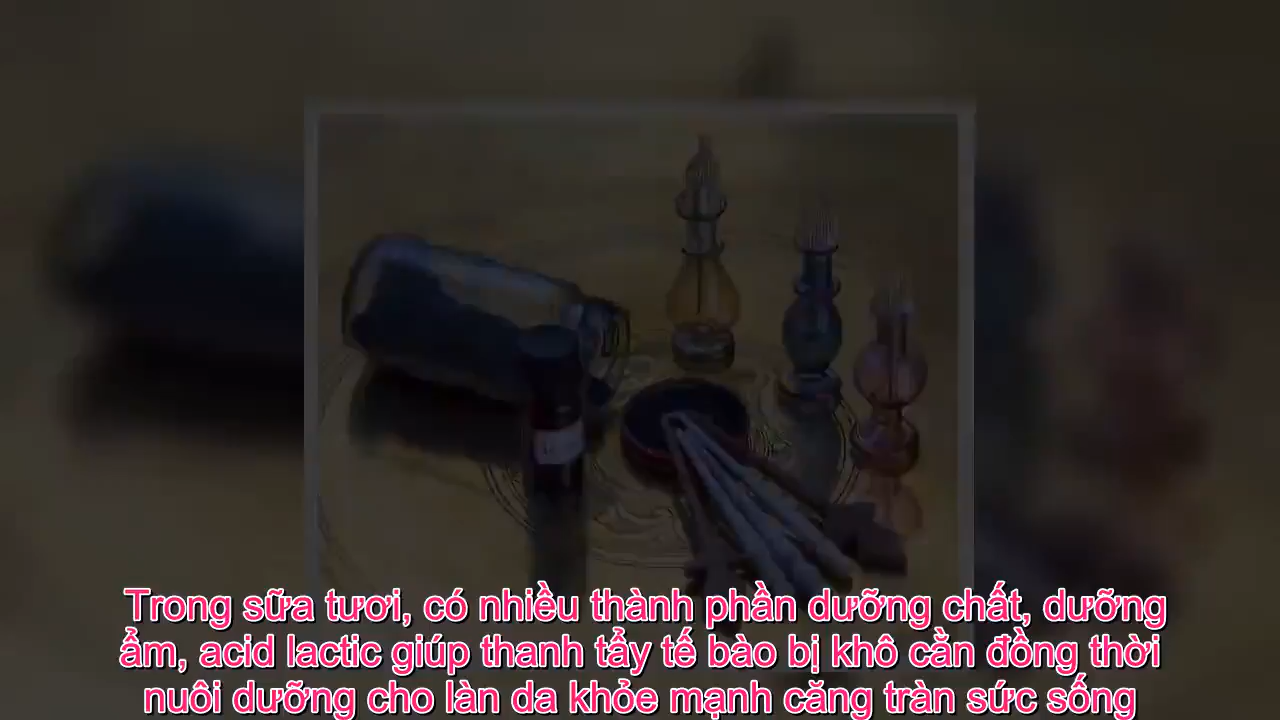 Trong sữa tươi, có nhiều thành phần dưỡng chất, dưỡng
ẩm, acid lactic giúp thanh tẩy tế bào bị khô cằn đồng thời
nuôi dưỡng cho làn da khỏe mạnh căng tràn sức sống